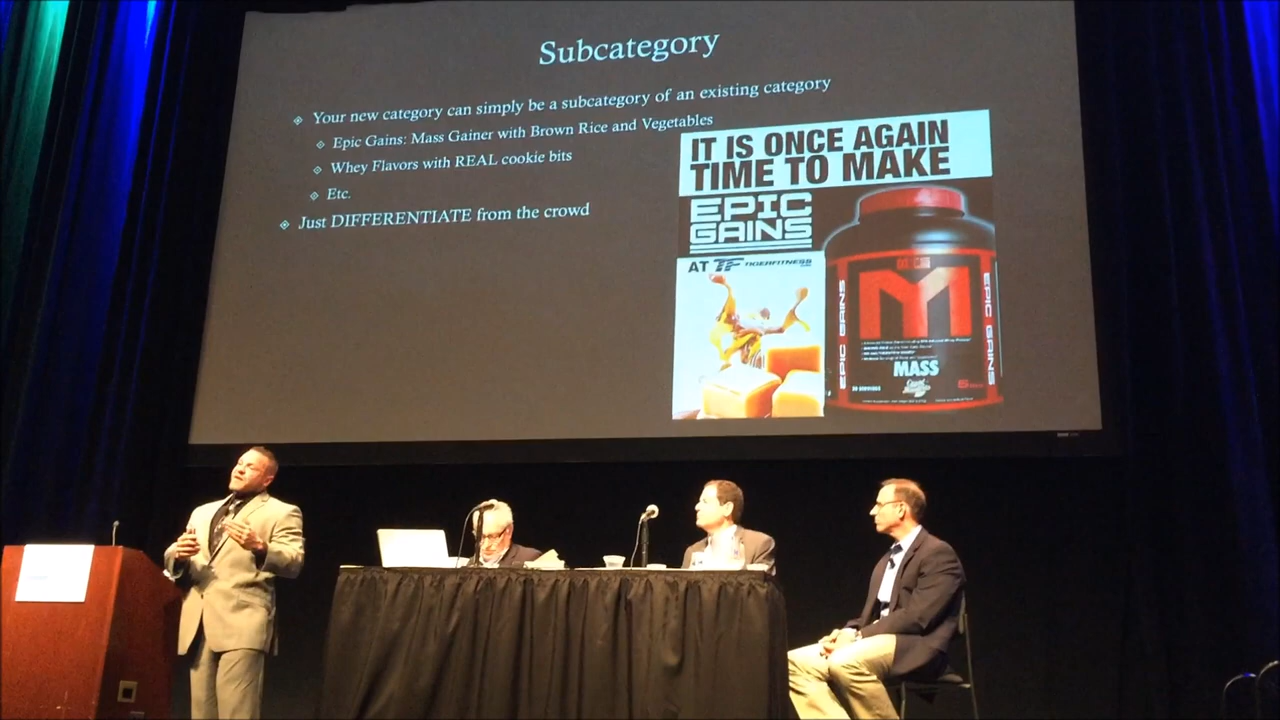 Subcategory
Your new category can simply be a subcategory of an existing category
Epic Gains: Mass Gainer with Brown Rice and Vegetables
Whey Flavors with REAL cookie bits
Etc.
Just DIFFERENTIATE from the crowd
IT IS ONCE AGAIN
TIME TO MAKE
EPIC
GAINS
AT TF TIGERFITNESS
EPIC GAINS
M
EPIC GAINS
MASS